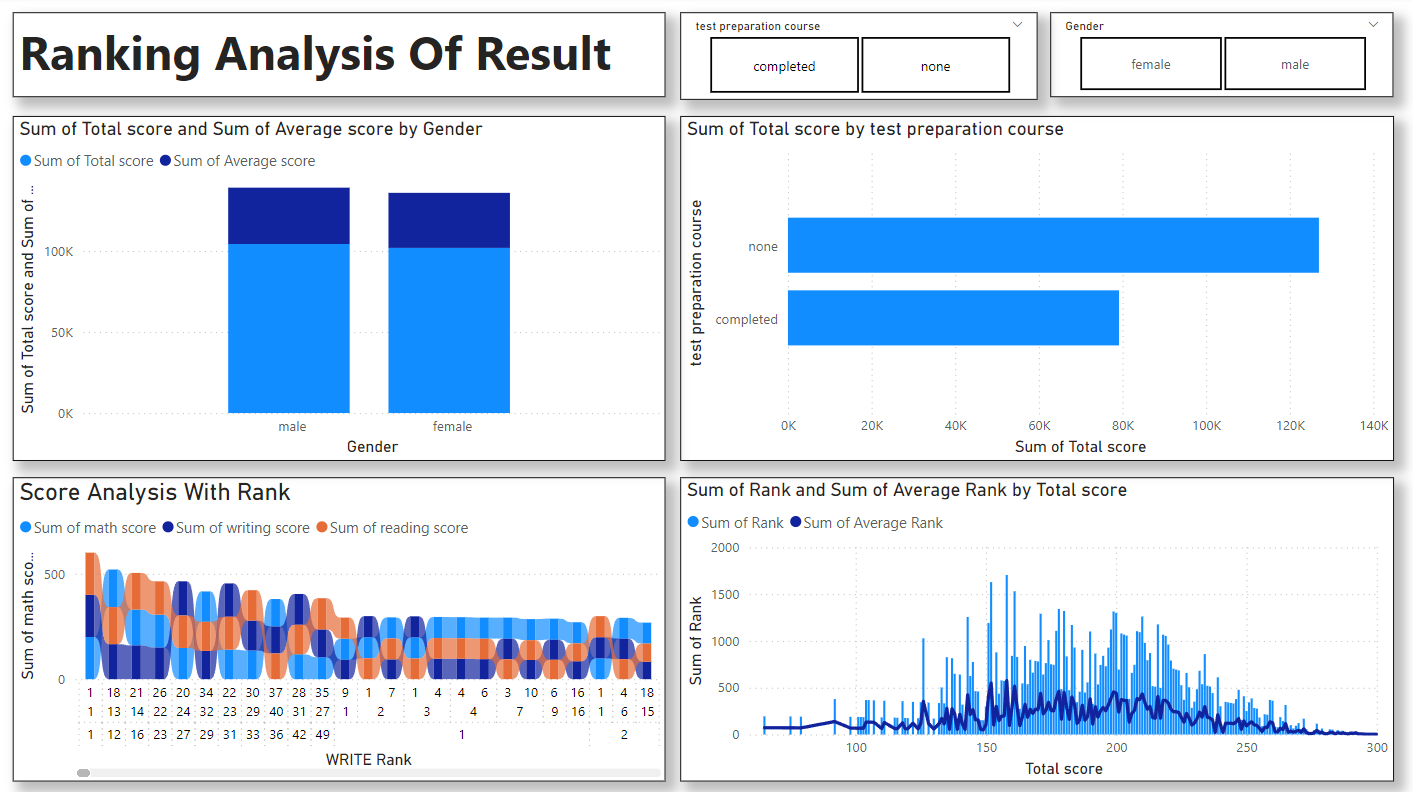 Ranking Analysis Of Result
test preparation course
completed none
Gender
female male
Sum of Total score and Sum of Average score by Gender
Sum of Total score Sum of Average score
Sum of Total score and Sum of ...
100K
50K
0K
male female
Gender
Sum of Total score by test preparation course
test preparation course
none
completed
0K 20K 40K 60K 80K 100K 120K 140K
Sum of Total score
Score Analysis With Rank
Sum of math score Sum of writing score Sum of reading score
Sum of math sco...
500
0
1 18 21 26 20 34 22 30 37 28 35 9 1 7 1 4 4 6 3 10 6 16 1 4 18
1 13 14 22 24 32 23 29 40 31 27 1 2 3 4 7 9 16 1 6 15
1 12 16 23 27 29 31 33 36 42 49 1 2
WRITE Rank
Sum of Rank and Sum of Average Rank by Total score
Sum of Rank Sum of Average Rank
Sum of Rank
2000
1500
1000
500
0
100 150 200 250 300
Total score